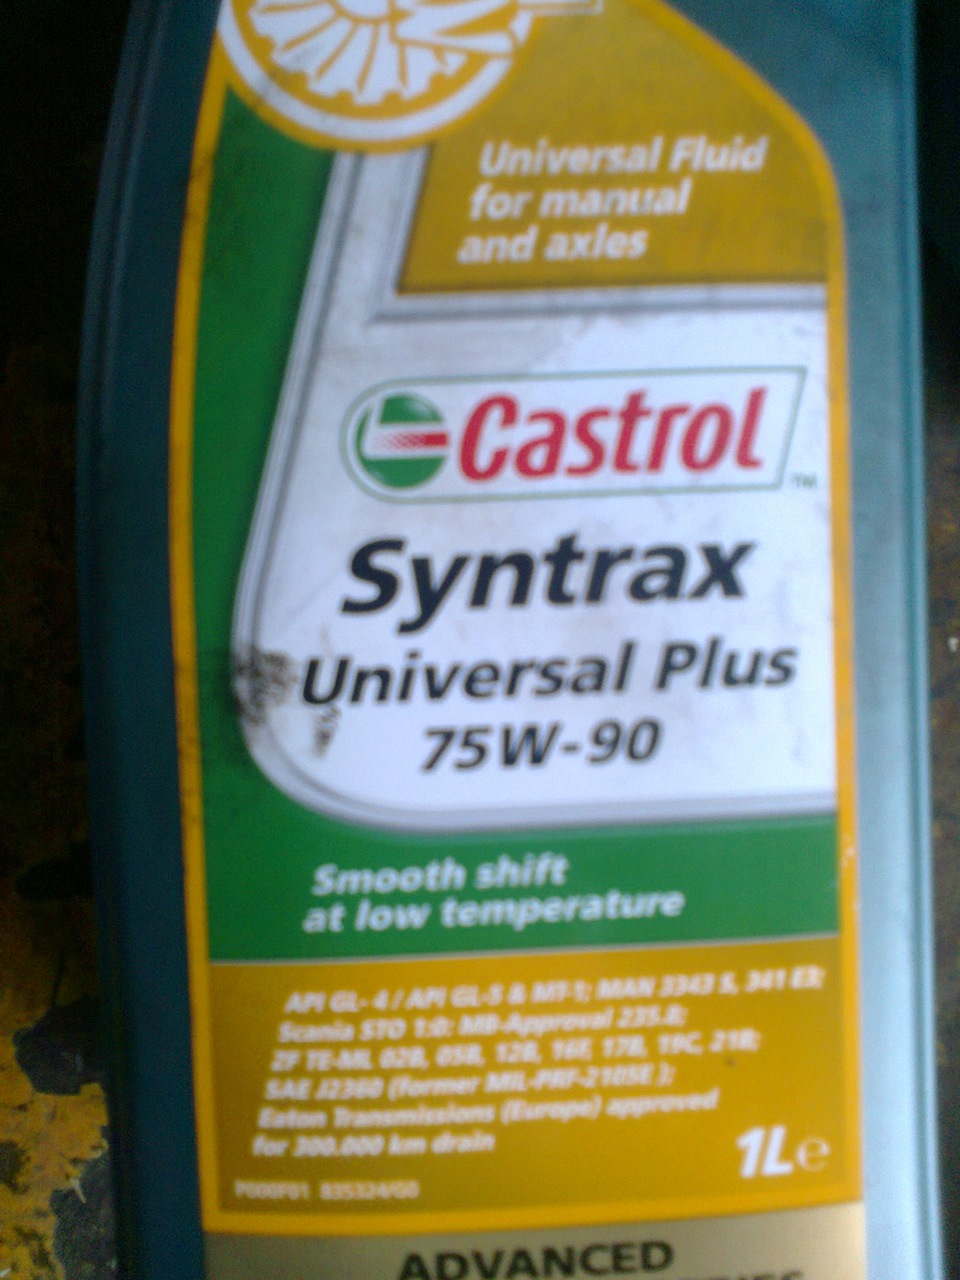 Universal Fluid
for manual
and axles
Castrol
TM
Syntrax
Universal Plus
75W-90
Smooth shift
at low temperature
API GL-4 / API GL-5 & MT-1; MAN 3343 S, 341 E3;
Scania STO 1:0; MB-Approval 235.8;
ZF TE-ML 02B, 05B, 12B, 16F, 17B, 19C, 21B;
SAE J2360 (former MIL-PRF-2105E );
Eaton Transmissions (Europe) approved
for 300.000 km drain
1L e
ADVANCED